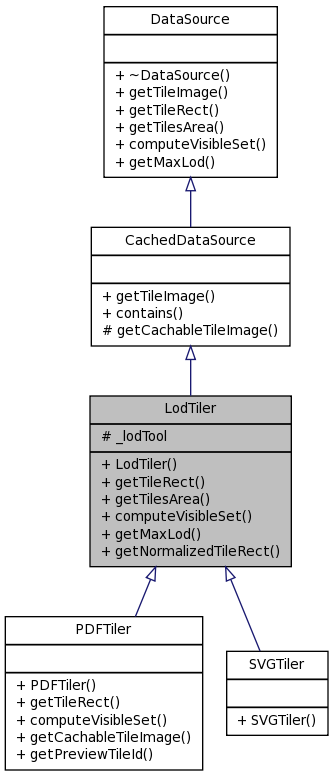 DataSource
+ ~DataSource()
+ getTileImage()
+ getTileRect()
+ getTilesArea()
+ computeVisibleSet()
+ getMaxLod()
CachedDataSource
+ getTileImage()
+ contains()
# getCachableTileImage()
LodTiler
# _lodTool
+ LodTiler()
+ getTileRect()
+ getTilesArea()
+ computeVisibleSet()
+ getMaxLod()
+ getNormalizedTileRect()
PDFTiler
+ PDFTiler()
+ getTileRect()
+ computeVisibleSet()
+ getCachableTileImage()
+ getPreviewTileId()
SVGTiler
+ SVGTiler()